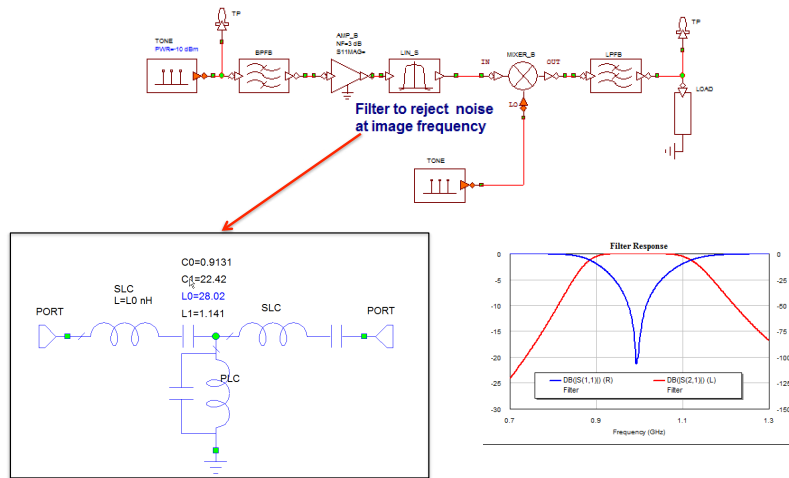 TP
TP
TONE
PWR=-10 dBm
BPFB
AMP_B
NF=3 dB
S11MAG=
LIN_S
IN
MIXER_B
OUT
LPFB
LOAD
LO
Filter to reject noise
at image frequency
TONE
C0=0.9131
C1=22.42
L0=28.02
L1=1.141
SLC
L=L0 nH
SLC
PORT
PORT
PLC
Filter Response
0
-5
-10
-15
-20
-25
-30
0
-25
-50
-75
-100
-125
-150
DB(|S(1,1)|) (R)
Filter
DB(|S(2,1)|) (L)
Filter
0.7
0.9
1.1
1.3
Frequency (GHz)